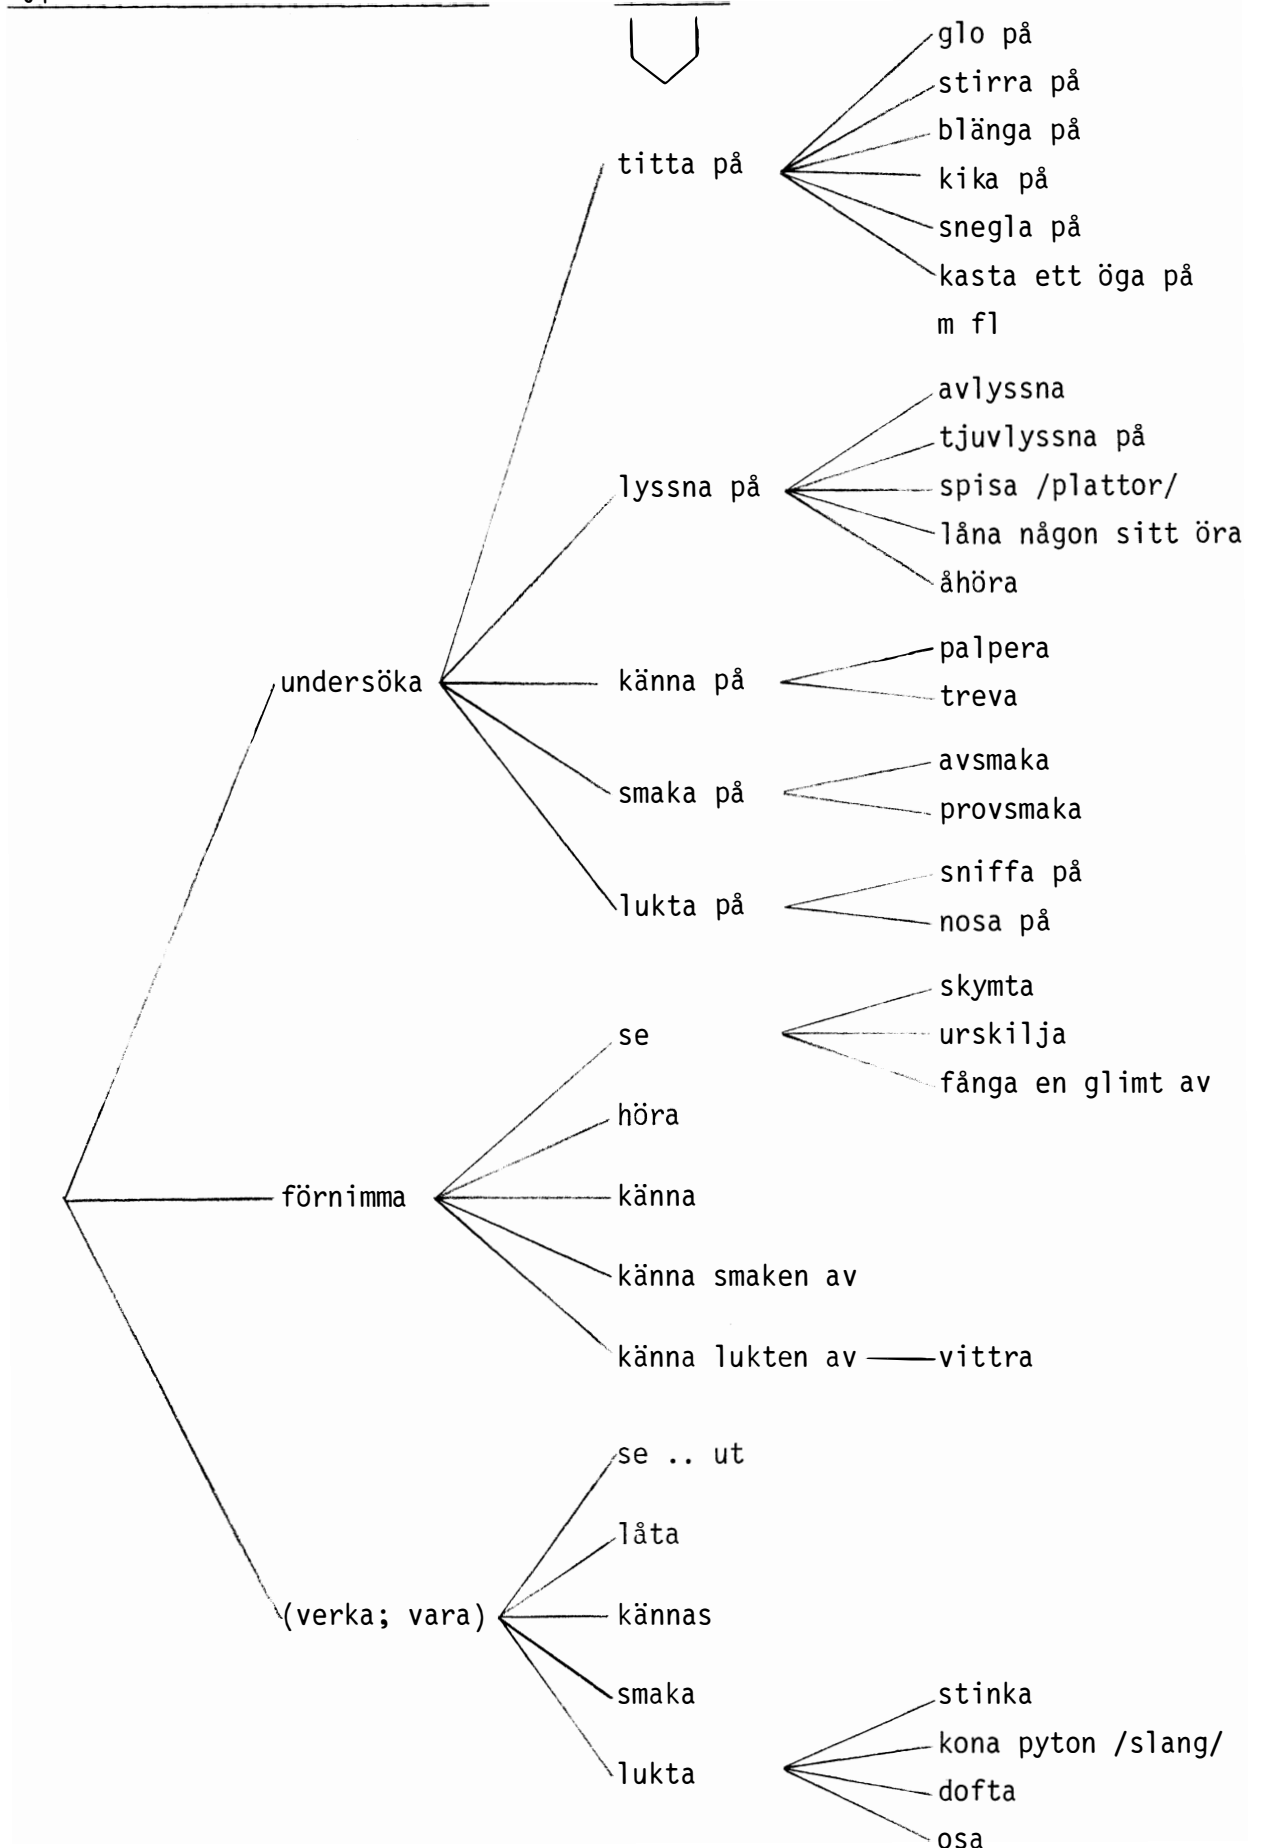 glo på
stirra på
blänga på
titta på
kika på
snegla på
kasta ett öga på
m fl
avlyssna
tjuvlyssna på
lyssna på
spisa /plattor/
låna någon sitt öra
åhöra
palpera
undersöka
känna på
treva
avsmaka
smaka på
provsmaka
sniffa på
lukta på
nosa på
skymta
se
urskilja
fånga en glimt av
höra
förnimma
känna
känna smaken av
känna lukten av
vittra
se .. ut
låta
(verka; vara)
kännas
smaka
stinka
kona pyton /slang/
lukta
dofta
osa